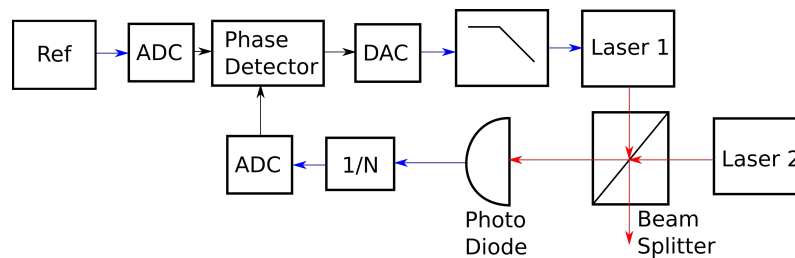 Ref
ADC
Phase
Detector
DAC
Laser 1
ADC
1/N
Photo
Diode
Beam
Splitter
Laser 2